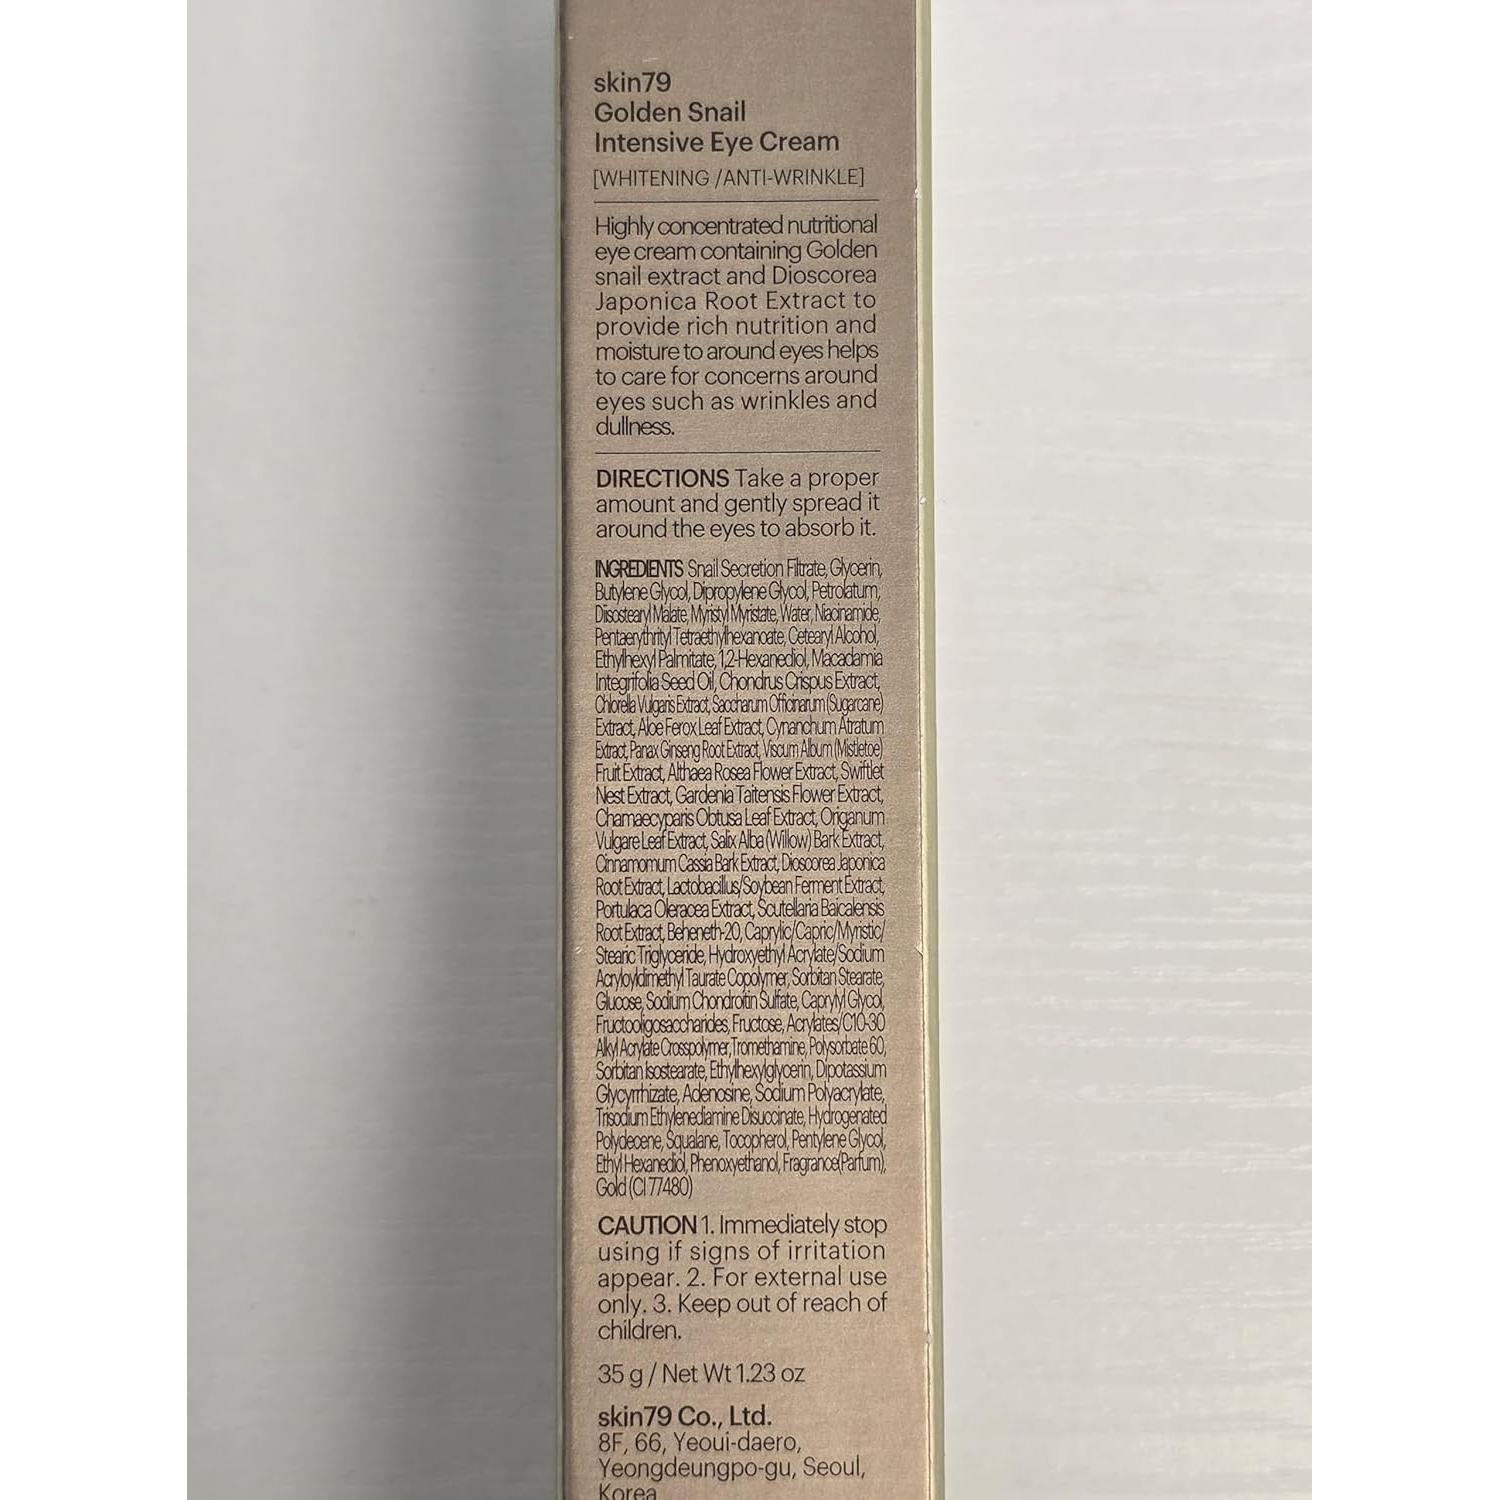 skin79
Golden Snail
Intensive Eye Cream
[WHITENING /ANTI-WRINKLE]
Highly concentrated nutritional
eye cream containing Golden
snail extract and Dioscorea
Japonica Root Extract to
provide rich nutrition and
moisture to around eyes helps
to care for concerns around
eyes such as wrinkles and
dullness.
DIRECTIONS Take a proper
amount and gently spread it
around the eyes to absorb it.
INGREDIENTS Snail Secretion Filtrate, Glycerin,
Butylene Glycol, Dipropylene Glycol, Petrolatum,
Diisostearyl Malate, Myristyl Myristate, Water, Niacinamide,
Pentaerythrityl Tetraethylhexanoate, Cetearyl Alcohol,
Ethylhexyl Palmitate, 1,2-Hexanediol, Macadamia
Integrifolia Seed Oil, Chondrus Crispus Extract,
Chlorella Vulgaris Extract, Saccharum Officinarum (Sugarcane)
Extract, Aloe Ferox Leaf Extract, Cynanchum Atratum
Extract, Panax Ginseng Root Extract, Viscum Album (Mistletoe)
Fruit Extract, Althaea Rosea Flower Extract, Swiftlet
Nest Extract, Gardenia Taitensis Flower Extract,
Chamaecyparis Obtusa Leaf Extract, Origanum
Vulgare Leaf Extract, Salix Alba (Willow) Bark Extract,
Cinnamomum Cassia Bark Extract, Dioscorea Japonica
Root Extract, Lactobacillus/Soybean Ferment Extract,
Portulaca Oleracea Extract, Scutellaria Baicalensis
Root Extract, Beheneth-20, Caprylic/Capric/Myristic/
Stearic Triglyceride, Hydroxyethyl Acrylate/Sodium
Acryloyldimethyl Taurate Copolymer, Sorbitan Stearate,
Glucose, Sodium Chondroitin Sulfate, Caprylyl Glycol,
Fructooligosaccharides, Fructose, Acrylates/C10-30
Alkyl Acrylate Crosspolymer, Tromethamine, Polysorbate 60,
Sorbitan Isostearate, Ethylhexylglycerin, Dipotassium
Glycyrrhizate, Adenosine, Sodium Polyacrylate,
Trisodium Ethylenediamine Disuccinate, Hydrogenated
Polydecene, Squalane, Tocopherol, Pentylene Glycol,
Ethyl Hexanediol, Phenoxyethanol, Fragrance(Parfum),
Gold (CI 77480)
CAUTION 1. Immediately stop
using if signs of irritation
appear. 2. For external use
only. 3. Keep out of reach of
children.
35 g / Net Wt 1.23 oz
skin79 Co., Ltd.
8F, 66, Yeoui-daero,
Yeongdeungpo-gu, Seoul,
Korea